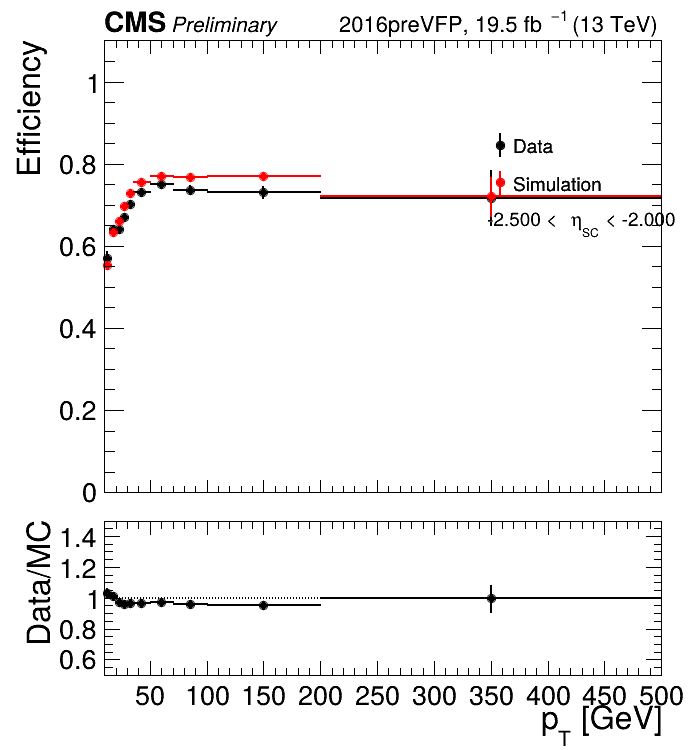 CMS Preliminary 2016preVFP, 19.5 fb⁻¹ (13 TeV)
Efficiency
1
0.8
0.6
0.4
0.2
0
Data
Simulation
-2.500 < η_SC < -2.000
Data/MC
1.4
1.2
1
0.8
0.6
50 100 150 200 250 300 350 400 450 500
p_T [GeV]